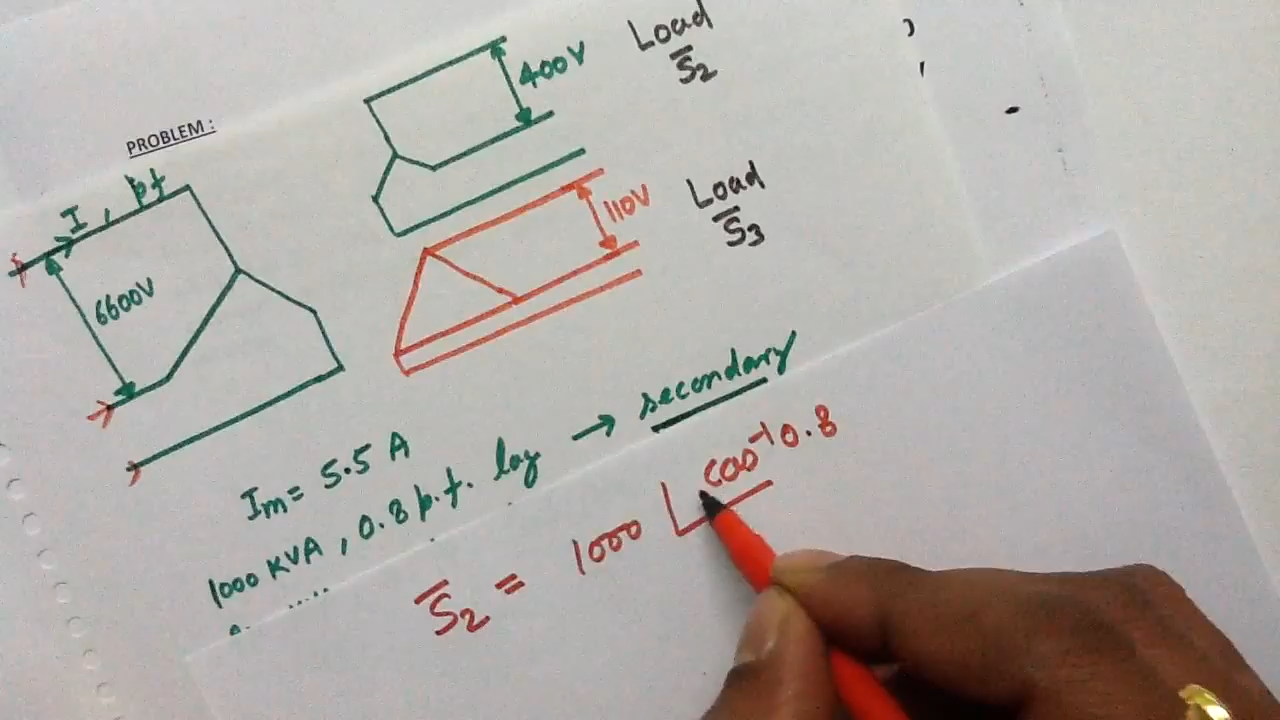 PROBLEM :
I, pf
6600V
400V
Load
S̅₂
110V
Load
S̅₃
Iₘ = 5.5 A
1000 KVA, 0.8 p.f. lag → secondary
S̅₂ = 1000 ∠cos⁻¹0.8